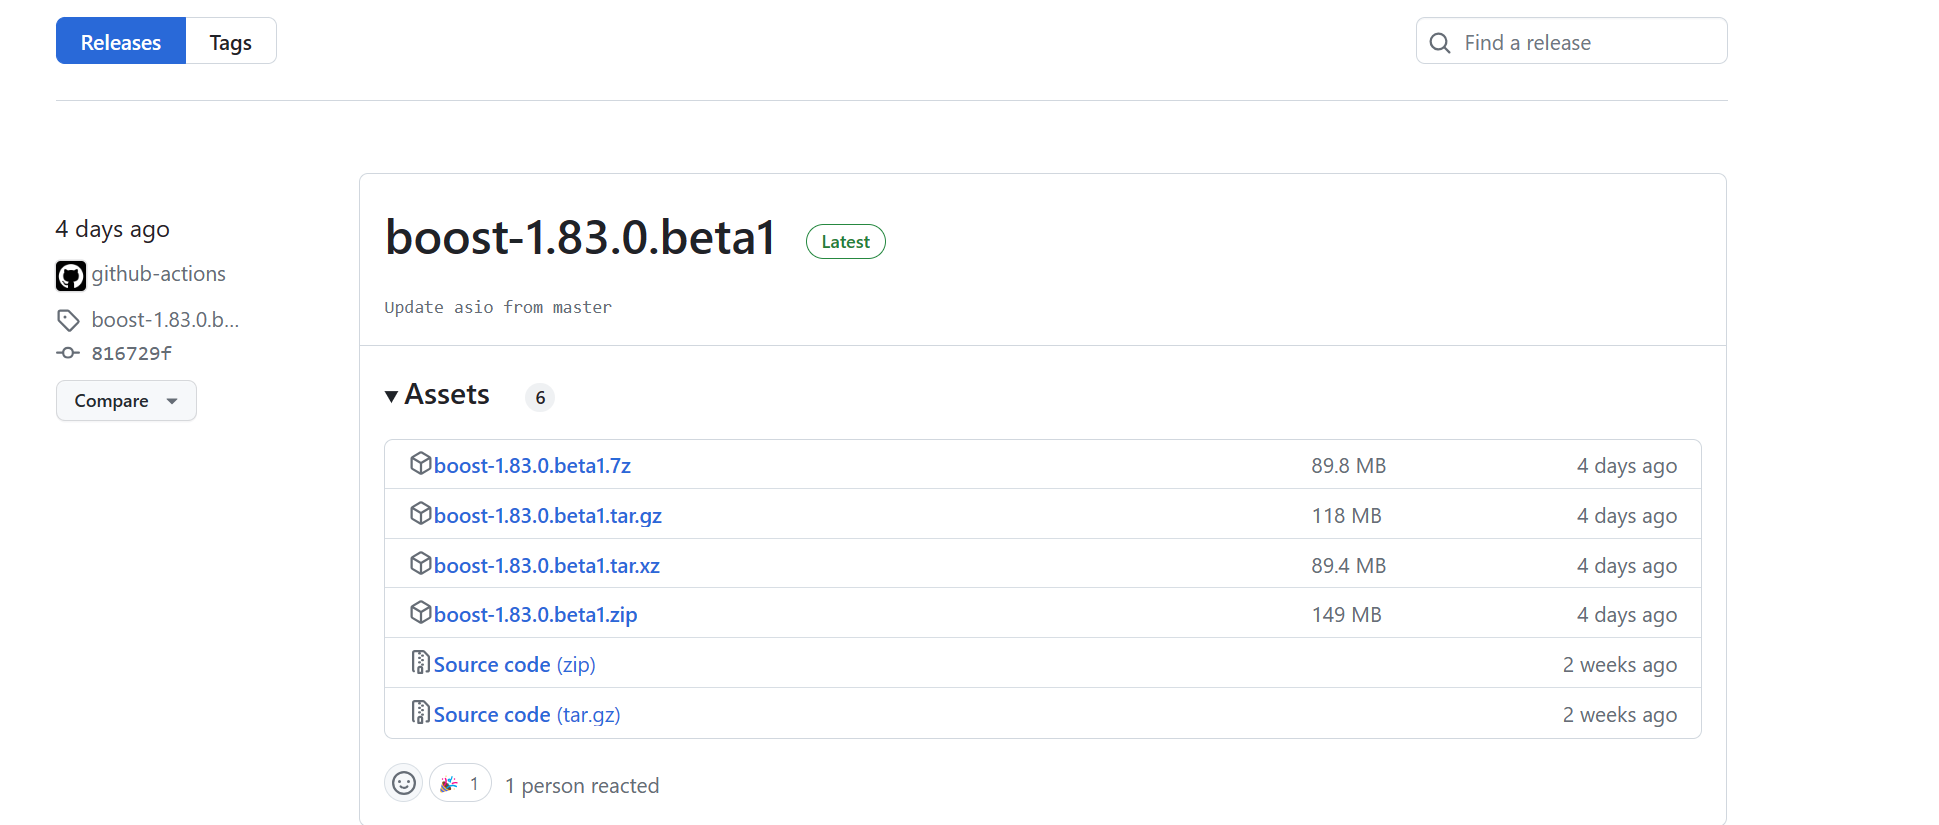 Releases Tags Find a release
4 days ago
github-actions
boost-1.83.0.b...
816729f
Compare
boost-1.83.0.beta1 Latest
Update asio from master
Assets 6
boost-1.83.0.beta1.7z 89.8 MB 4 days ago
boost-1.83.0.beta1.tar.gz 118 MB 4 days ago
boost-1.83.0.beta1.tar.xz 89.4 MB 4 days ago
boost-1.83.0.beta1.zip 149 MB 4 days ago
Source code (zip) 2 weeks ago
Source code (tar.gz) 2 weeks ago
1 1 person reacted